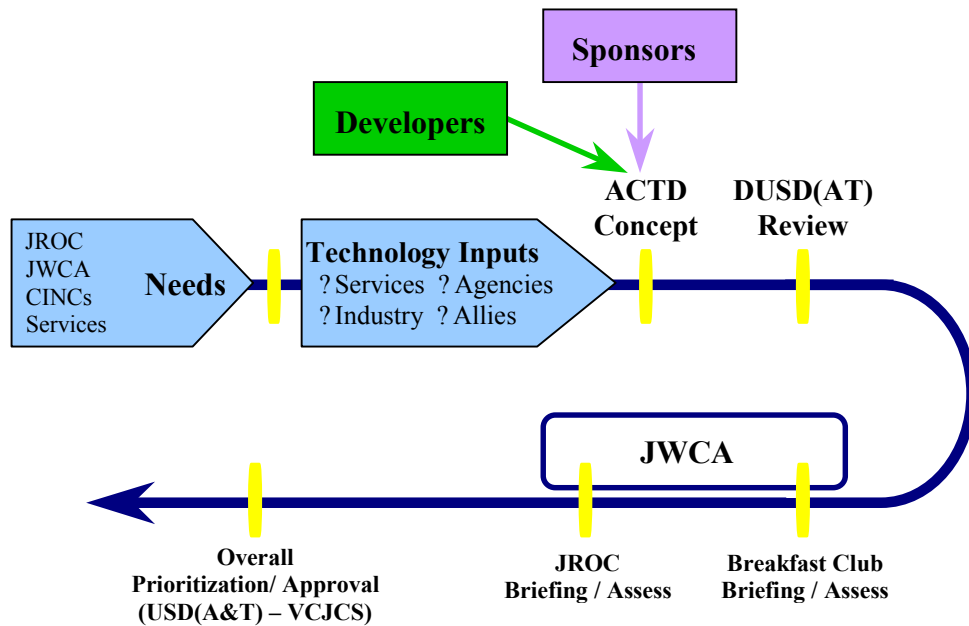 Sponsors
Developers
ACTD
Concept
DUSD(AT)
Review
JROC
JWCA
CINCs
Services
Needs
Technology Inputs
? Services ? Agencies
? Industry ? Allies
JWCA
Overall
Prioritization/ Approval
(USD(A&T) – VCJCS)
JROC
Briefing / Assess
Breakfast Club
Briefing / Assess